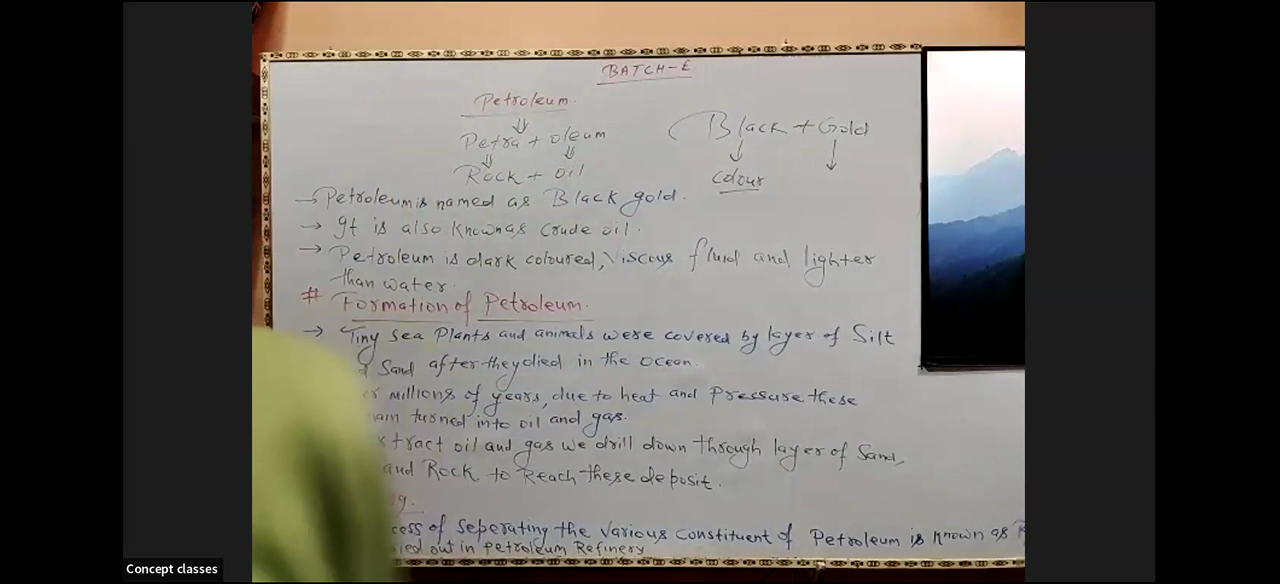 BATCH-E
Petroleum.
Petra + oleum
Rock + oil
Black + Gold
colour
→ Petroleum is named as Black gold.
→ It is also known as crude oil.
→ Petroleum is dark coloured, Viscous fluid and lighter
than water.
# Formation of Petroleum.
→ Tiny sea Plants and animals were covered by layer of Silt
Sand after they died in the ocean.
millions of years, due to heat and Pressure these
turned into oil and gas.
oil and gas we drill down through layer of Sand,
and Rock to Reach these deposit.
of seperating the various constituent of Petroleum is known as
out in Petroleum Refinery
Concept classes